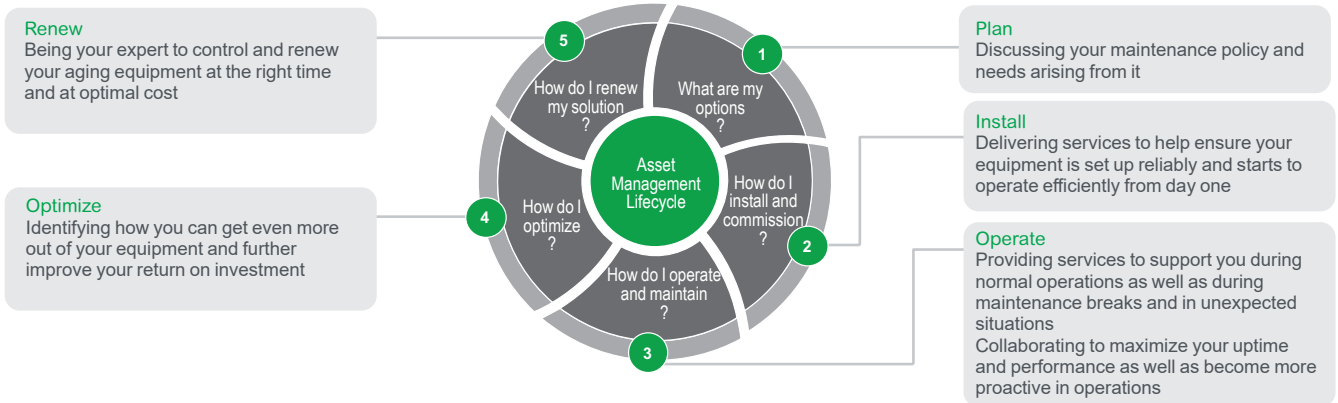 Renew
Being your expert to control and renew
your aging equipment at the right time
and at optimal cost
Optimize
Identifying how you can get even more
out of your equipment and further
improve your return on investment
5
How do I renew
my solution
?
1
What are my
options
?
Asset
Management
Lifecycle
How do I
install and
commission
?
2
4
How do I
optimize
?
How do I operate
and maintain
?
3
Plan
Discussing your maintenance policy and
needs arising from it
Install
Delivering services to help ensure your
equipment is set up reliably and starts to
operate efficiently from day one
Operate
Providing services to support you during
normal operations as well as during
maintenance breaks and in unexpected
situations
Collaborating to maximize your uptime
and performance as well as become more
proactive in operations